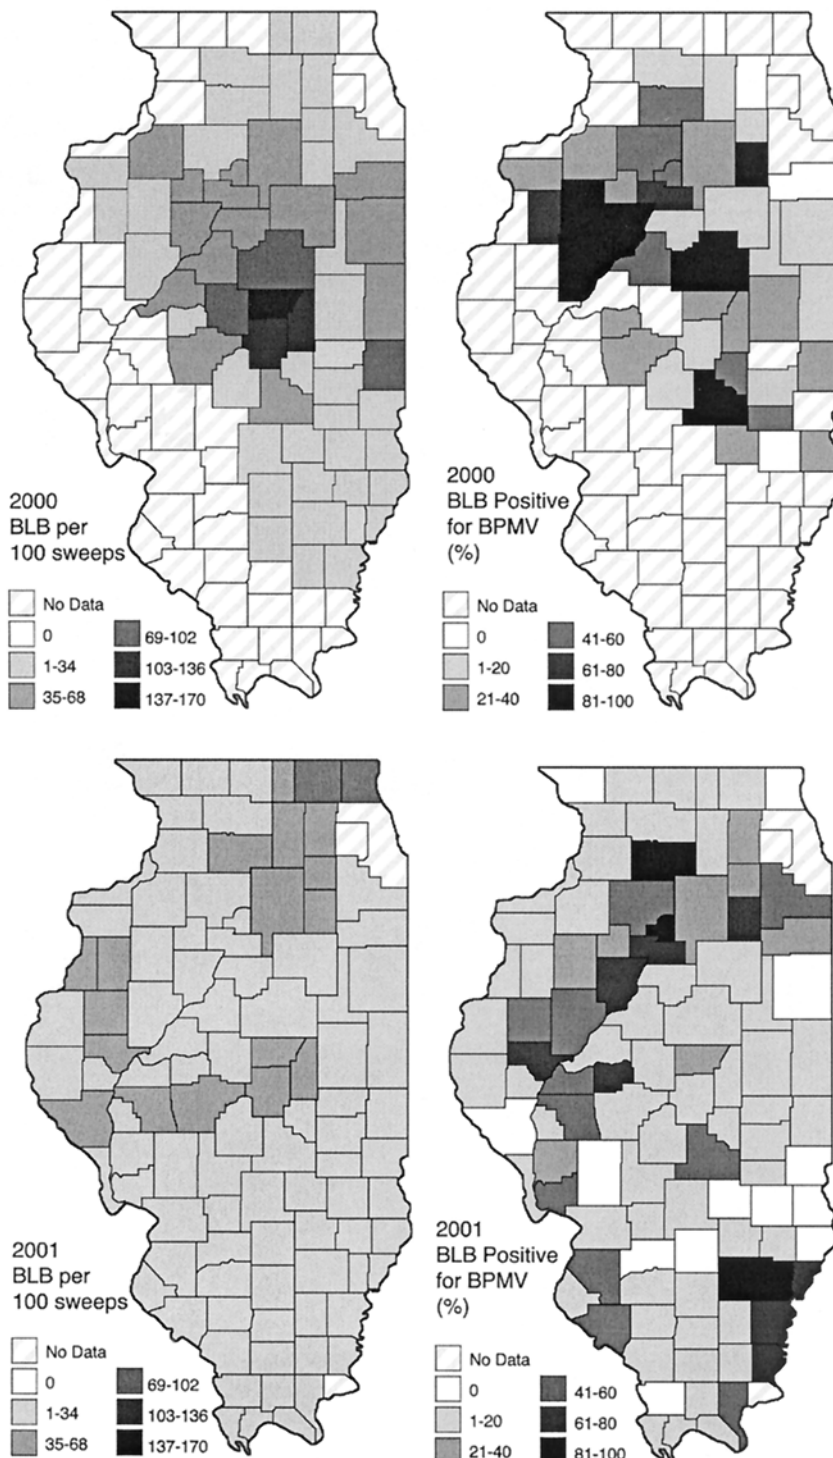 2000
BLB per
100 sweeps
No Data
0
1-34
35-68
69-102
103-136
137-170
2000
BLB Positive
for BPMV
(%)
No Data
0
1-20
21-40
41-60
61-80
81-100
2001
BLB per
100 sweeps
No Data
0
1-34
35-68
69-102
103-136
137-170
2001
BLB Positive
for BPMV
(%)
No Data
0
1-20
21-40
41-60
61-80
81-100